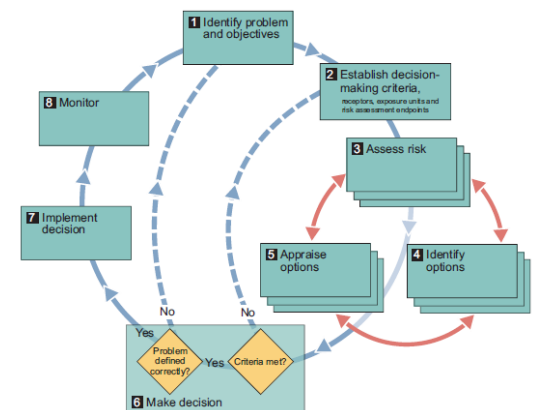 1 Identify problem
and objectives
2 Establish decision-
making criteria,
receptors, exposure units and
risk assessment endpoints
3 Assess risk
8 Monitor
7 Implement
decision
5 Appraise
options
4 Identify
options
No
No
Yes
Problem
defined
correctly?
Yes
Criteria met?
6 Make decision